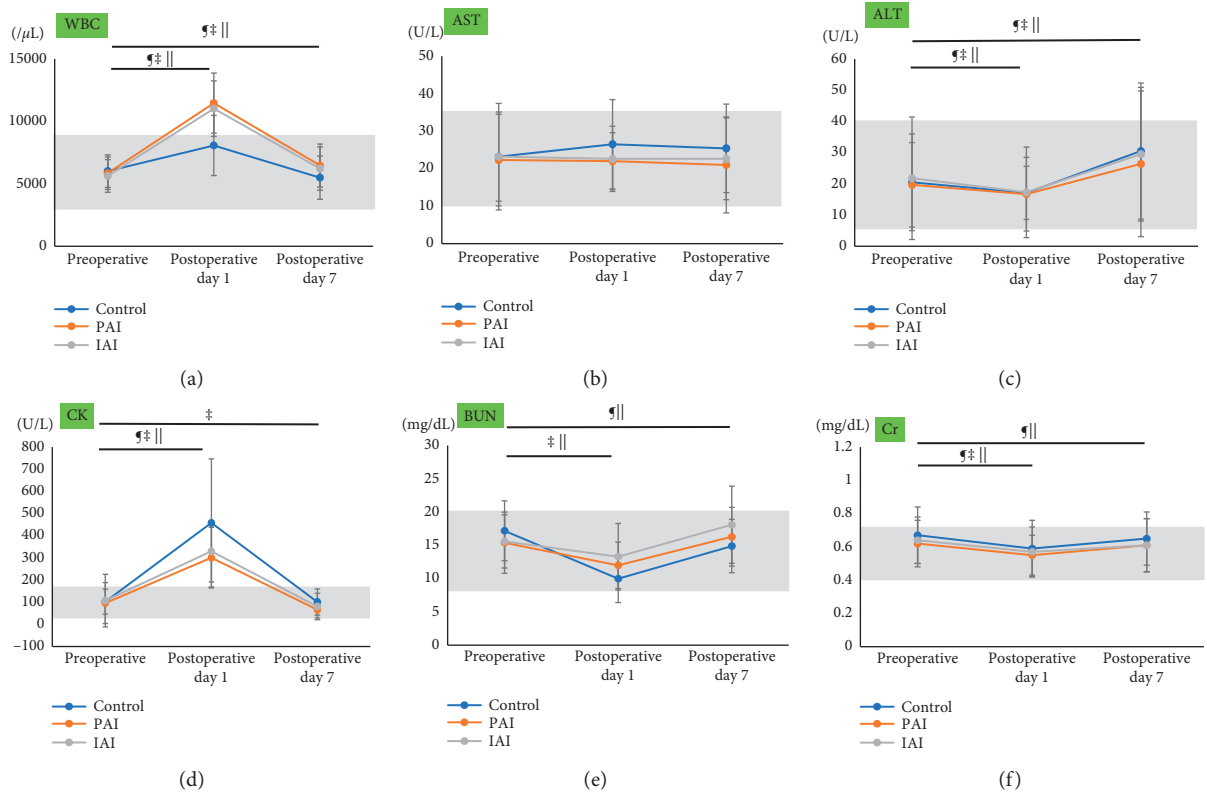 (/μL)
WBC
¶‡ ||
¶‡ ||
15000
10000
5000
0
Preoperative
Postoperative
day 1
Postoperative
day 7
Control
PAI
IAI
(a)
AST
(U/L)
50
40
30
20
10
0
Preoperative
Postoperative
day 1
Postoperative
day 7
Control
PAI
IAI
(b)
ALT
(U/L)
¶‡ ||
¶‡ ||
60
50
40
30
20
10
0
Preoperative
Postoperative
day 1
Postoperative
day 7
Control
PAI
IAI
(c)
CK
(U/L)
‡
¶‡ ||
800
700
600
500
400
300
200
100
0
−100
Preoperative
Postoperative
day 1
Postoperative
day 7
Control
PAI
IAI
(d)
BUN
(mg/dL)
¶||
‡ ||
30
25
20
15
10
5
0
Preoperative
Postoperative
day 1
Postoperative
day 7
Control
PAI
IAI
(e)
(mg/dL)
Cr
¶||
¶‡ ||
1.2
1
0.8
0.6
0.4
0.2
0
Preoperative
Postoperative
day 1
Postoperative
day 7
Control
PAI
IAI
(f)